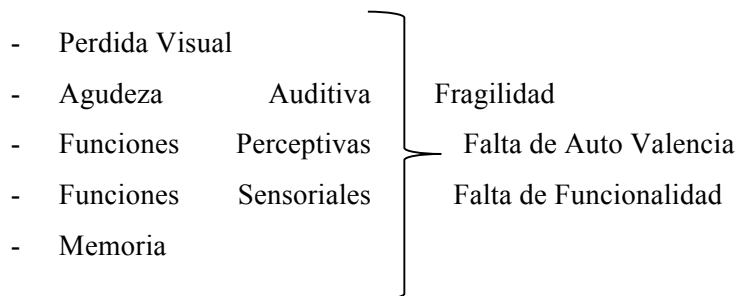 - Perdida Visual
- Agudeza Auditiva Fragilidad
- Funciones Perceptivas Falta de Auto Valencia
- Funciones Sensoriales Falta de Funcionalidad
- Memoria